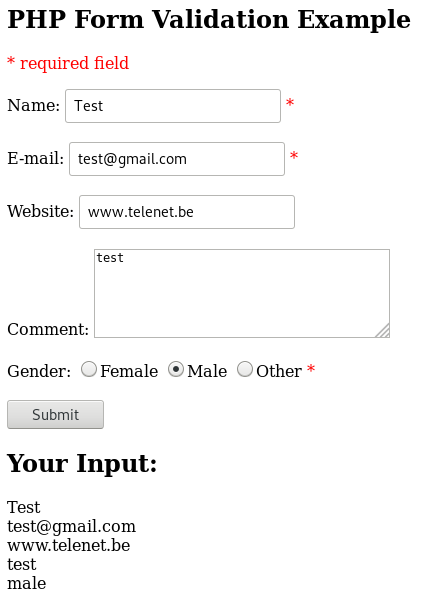 PHP Form Validation Example
* required field
Name: Test *
E-mail: test@gmail.com *
Website: www.telenet.be
test
Comment:
Gender: Female Male Other *
Submit
Your Input:
Test
test@gmail.com
www.telenet.be
test
male